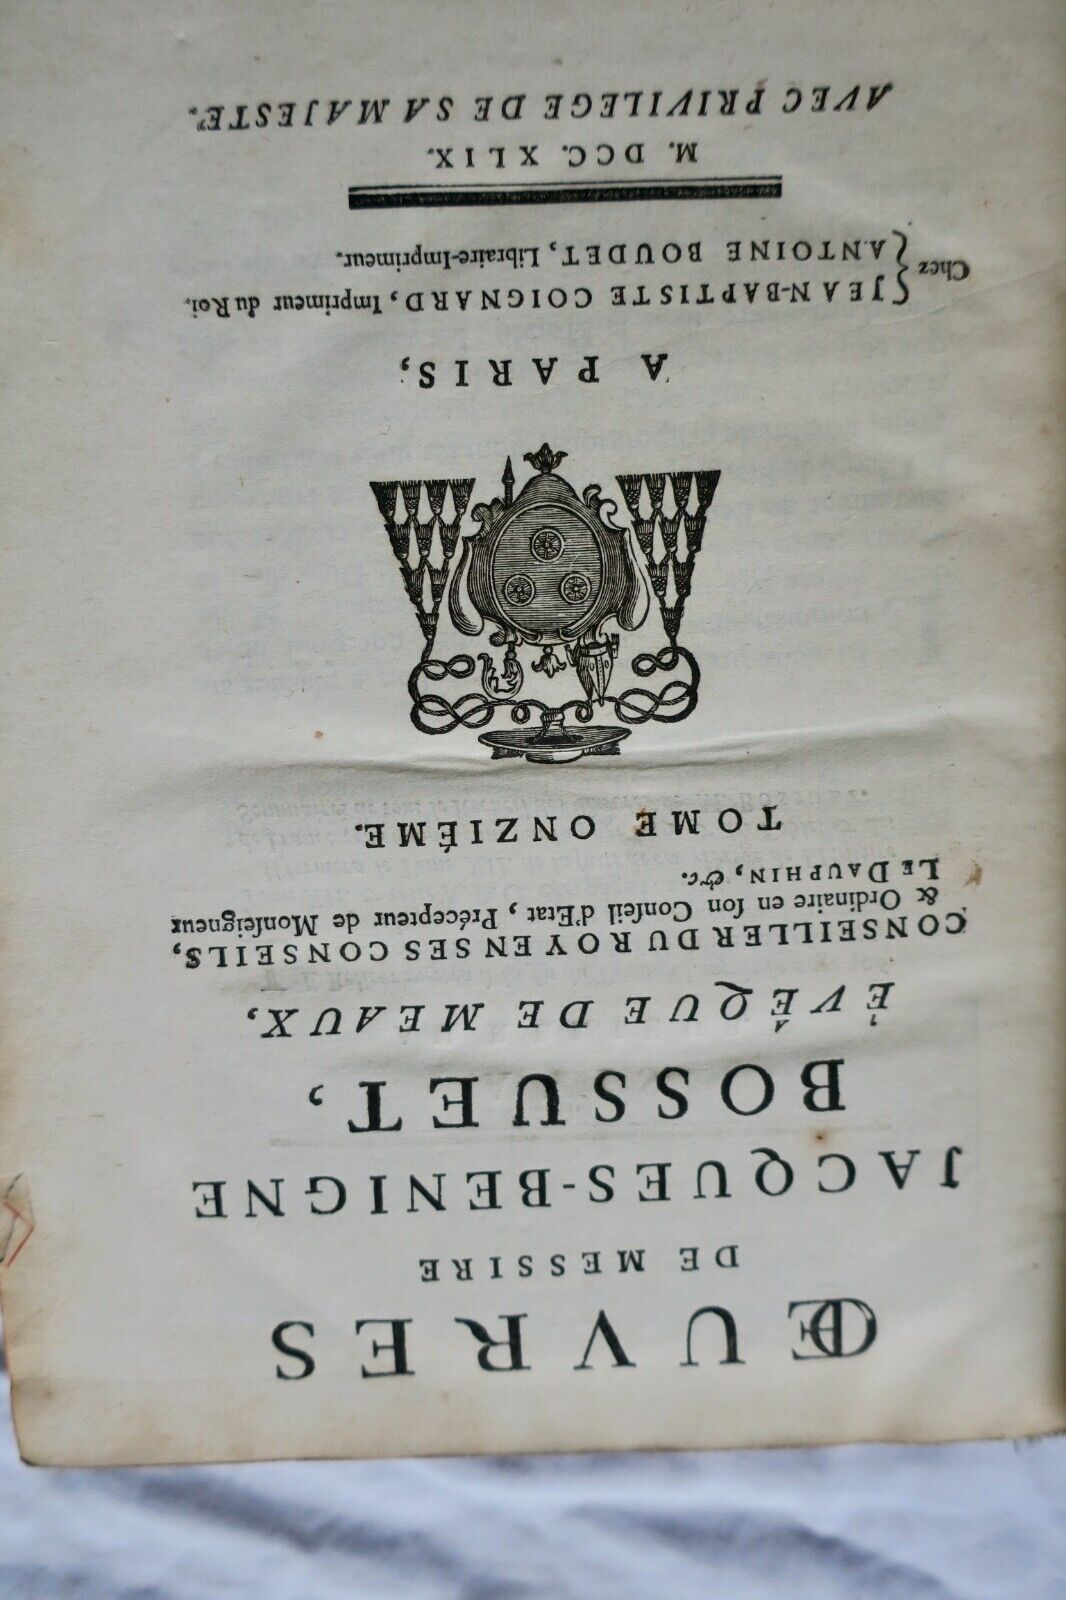 ŒUVRES
DE MESSIRE
JACQUES-BENIGNE
BOSSUET,
ÉVÊQUE DE MEAUX,
CONSEILLER DU ROY EN SES CONSEILS,
& Ordinaire en ſon Conſeil d'Etat, Précepteur de Monſeigneur
LE DAUPHIN, &c.
TOME ONZIÉME.
A PARIS,
Chez { JEAN-BAPTISTE COIGNARD, Imprimeur du Roi.
ANTOINE BOUDET, Libraire-Imprimeur.
M. DCC. XLIX.
AVEC PRIVILEGE DE SA MAJESTE'.